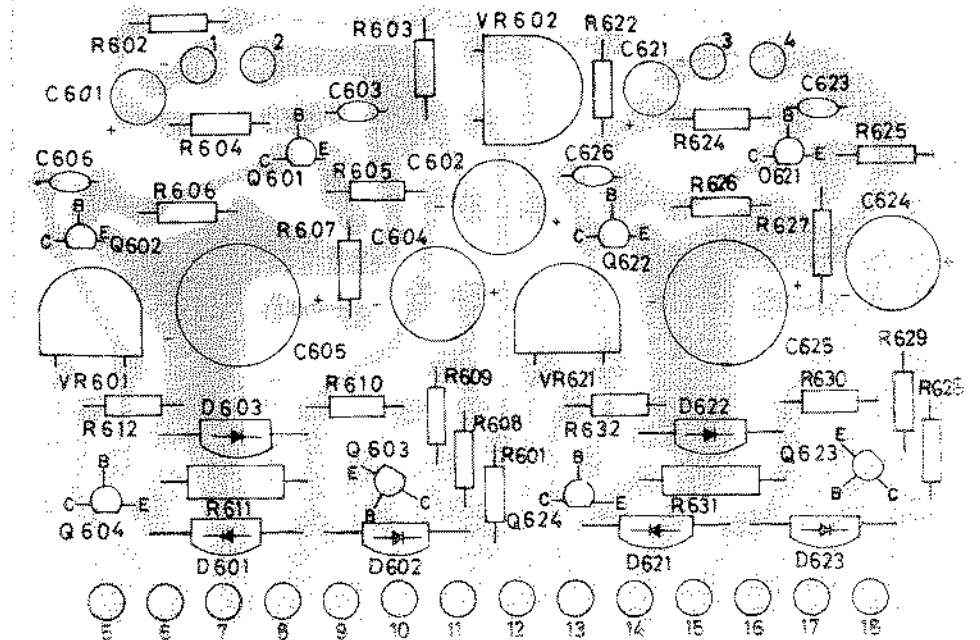 R602
1
2
R603
VR602
R622
C621
3
4
C601
C603
C623
R604
B
C
E
Q601
R624
B
C
E
Q621
R625
C606
B
C
E
Q602
R606
R605
C602
C626
B
C
E
Q622
R626
R627
C624
R607
C604
C605
C625
VR601
VR621
R629
R612
D603
R610
R609
R608
R601
R632
D622
R630
B
C
E
Q604
R611
Q603
E
B
C
Q624
B
C
E
R631
Q623
E
B
C
D601
D602
D621
D623
5
6
7
8
9
10
11
12
13
14
15
16
17
18